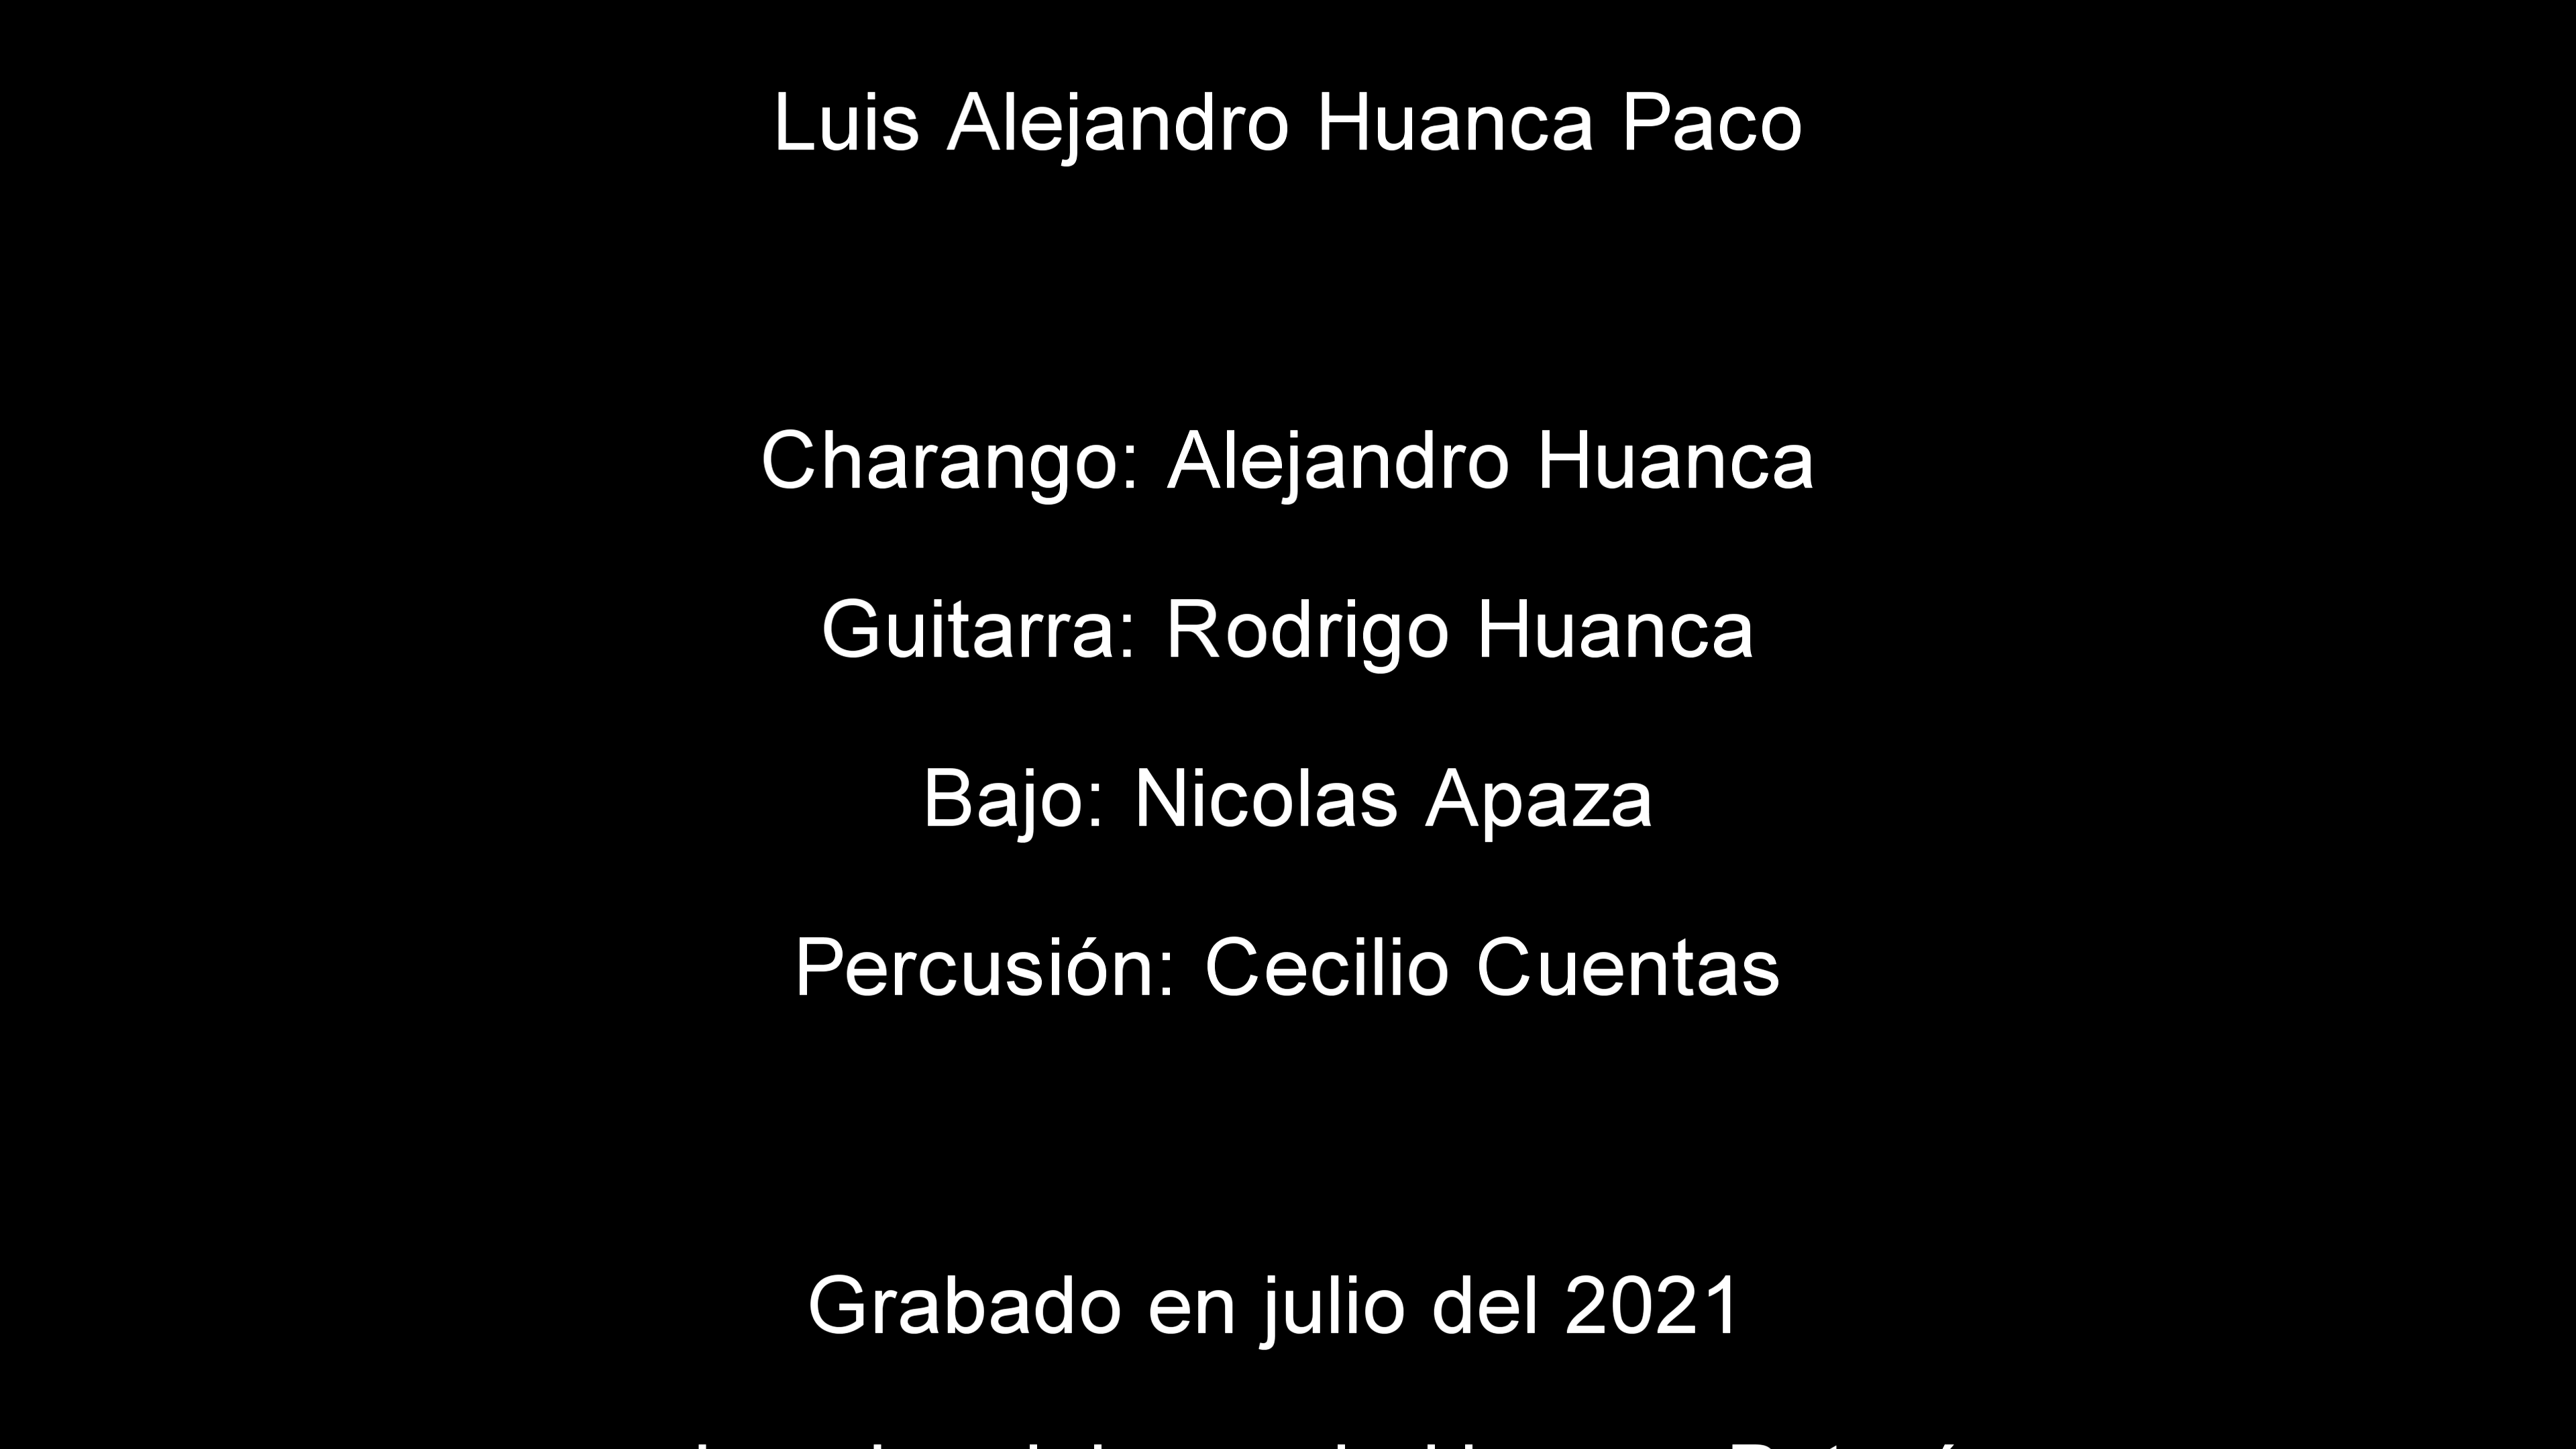 Luis Alejandro Huanca Paco
Charango: Alejandro Huanca
Guitarra: Rodrigo Huanca
Bajo: Nicolas Apaza
Percusión: Cecilio Cuentas
Grabado en julio del 2021